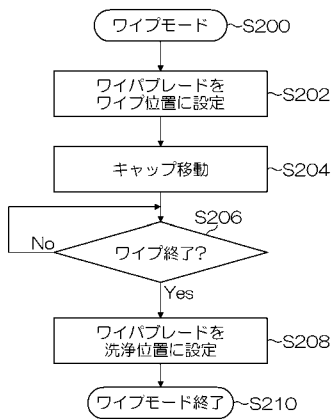 ワイプモード
S200
ワイパブレードを
ワイプ位置に設定
S202
キャップ移動
S204
S206
ワイプ終了?
No
Yes
ワイパブレードを
洗浄位置に設定
S208
ワイプモード終了
S210